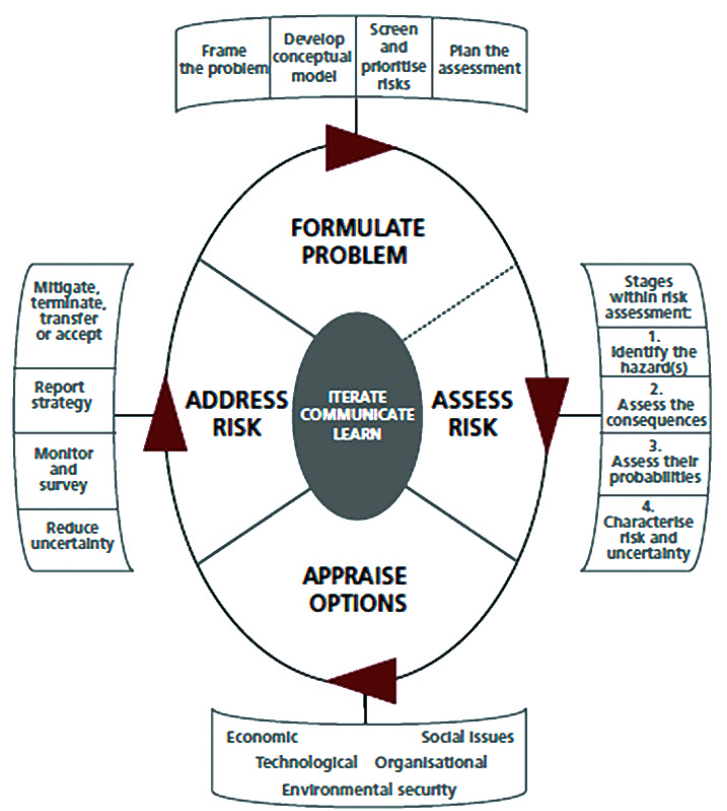 Frame
the problem
Develop
conceptual
model
Screen
and
prioritise
risks
Plan the
assessment
FORMULATE
PROBLEM
Mitigate,
terminate,
transfer
or accept
Report
strategy
Monitor
and
survey
Reduce
uncertainty
ADDRESS
RISK
ITERATE
COMMUNICATE
LEARN
ASSESS
RISK
Stages
within risk
assessment:
1.
Identify the
hazard(s)
2.
Assess the
consequences
3.
Assess their
probabilities
4.
Characterise
risk and
uncertainty
APPRAISE
OPTIONS
Economic Social issues
Technological Organisational
Environmental security